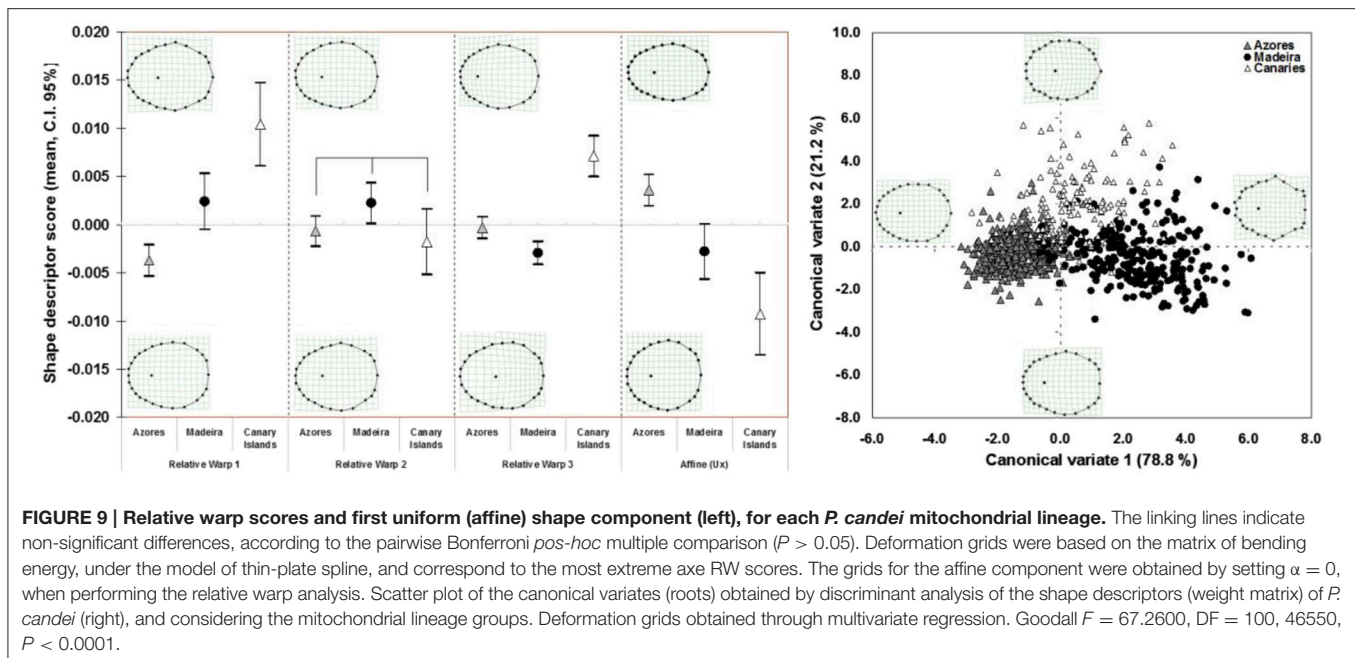 0.020
0.015
0.010
0.005
0.000
-0.005
-0.010
-0.015
-0.020
Shape descriptor score (mean, C.I. 95%)
Azores Madeira Canary Islands Azores Madeira Canary Islands Azores Madeira Canary Islands Azores Madeira Canary Islands
Relative Warp 1 Relative Warp 2 Relative Warp 3 Affine (Ux)
10.0
8.0
6.0
4.0
2.0
0.0
-2.0
-4.0
-6.0
-8.0
Canonical variate 2 (21.2 %)
Azores
Madeira
Canaries
-6.0 -4.0 -2.0 0.0 2.0 4.0 6.0 8.0
Canonical variate 1 (78.8 %)
FIGURE 9 | Relative warp scores and first uniform (affine) shape component (left), for each P. candei mitochondrial lineage. The linking lines indicate
non-significant differences, according to the pairwise Bonferroni pos-hoc multiple comparison (P > 0.05). Deformation grids were based on the matrix of bending
energy, under the model of thin-plate spline, and correspond to the most extreme axe RW scores. The grids for the affine component were obtained by setting α = 0,
when performing the relative warp analysis. Scatter plot of the canonical variates (roots) obtained by discriminant analysis of the shape descriptors (weight matrix) of P.
candei (right), and considering the mitochondrial lineage groups. Deformation grids obtained through multivariate regression. Goodall F = 67.2600, DF = 100, 46550,
P < 0.0001.